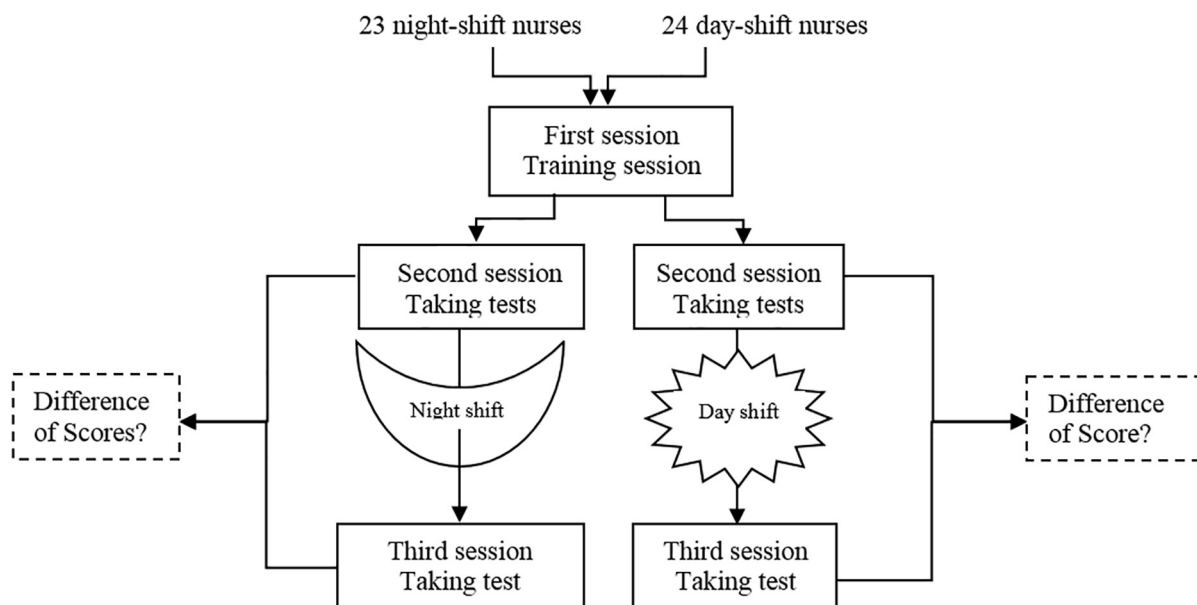 23 night-shift nurses
24 day-shift nurses
First session
Training session
Second session
Taking tests
Second session
Taking tests
Night shift
Day shift
Difference
of Scores?
Difference
of Score?
Third session
Taking test
Third session
Taking test